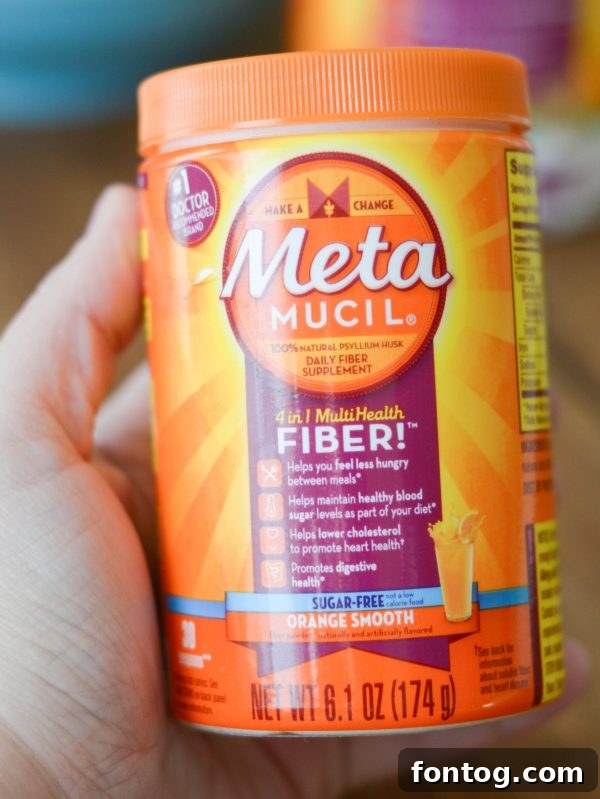 #1
DOCTOR
RECOMMENDED
BRAND
MAKE A CHANGE
Meta
MUCIL®
100% NATURAL PSYLLIUM HUSK
DAILY FIBER
SUPPLEMENT
4 in 1 MultiHealth
FIBER!™
Helps you feel less hungry
between meals*
Helps maintain healthy blood
sugar levels as part of your diet*
Helps lower cholesterol
to promote heart health†
Promotes digestive
health*
SUGAR-FREE not a low
calorie food
ORANGE SMOOTH
naturally and artificially flavored
30
†See back for
information
about
and heart
NET WT 6.1 OZ (174 g)
fontog.com